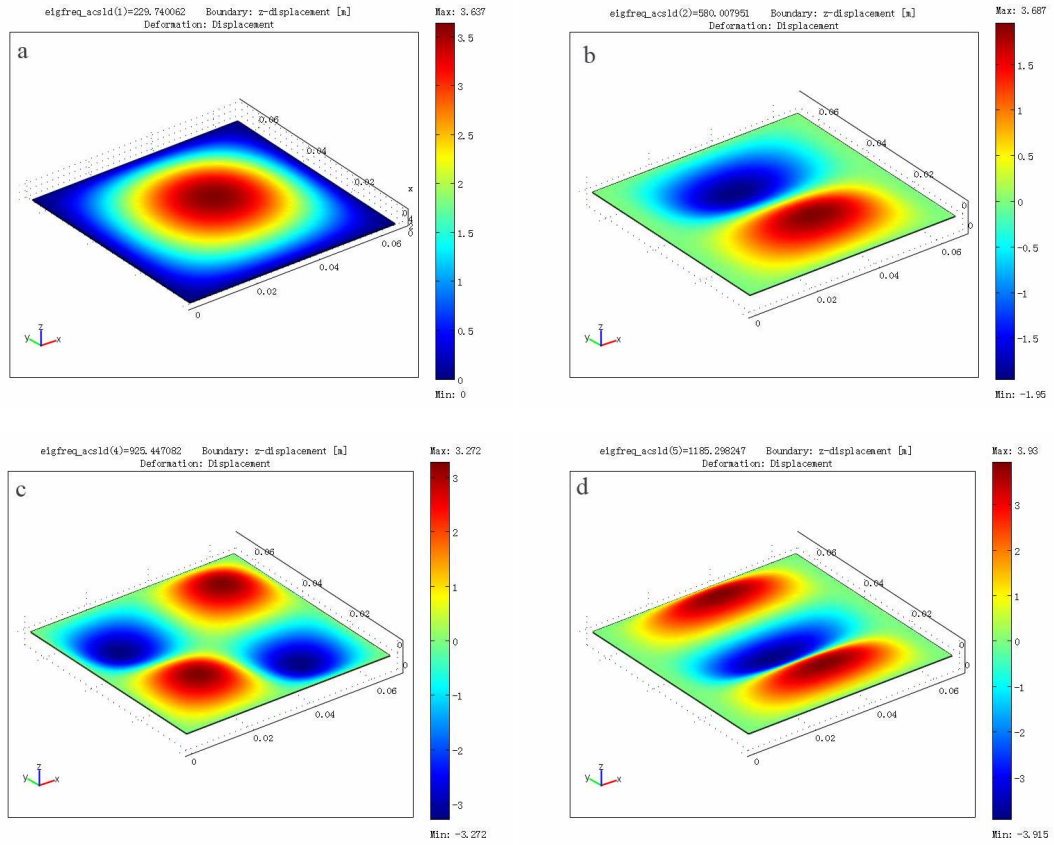 eigfreq_acsld(1)=229.740062 Boundary: z-displacement [m] Max: 3.637
Deformation: Displacement
a
3.5
3
2.5
2
1.5
1
0.5
0
Min: 0
0.06
0.04
0.02
x
0
0.06
0.04
0.02
0
z
y
x
eigfreq_acsld(2)=580.007951 Boundary: z-displacement [m] Max: 3.687
Deformation: Displacement
b
1.5
1
0.5
0
-0.5
-1
-1.5
Min: -1.95
0.06
0.04
0.02
0
0
0.06
0.04
0.02
0
z
y
x
eigfreq_acsld(4)=925.447082 Boundary: z-displacement [m] Max: 3.272
Deformation: Displacement
c
3
2
1
0
-1
-2
-3
Min: -3.272
0.06
0.04
0.02
0
0
0.06
0.04
0.02
0
z
y
x
eigfreq_acsld(5)=1185.298247 Boundary: z-displacement [m] Max: 3.93
Deformation: Displacement
d
3
2
1
0
-1
-2
-3
Min: -3.915
0.06
0.04
0.02
0
0
0.06
0.04
0.02
0
z
y
x